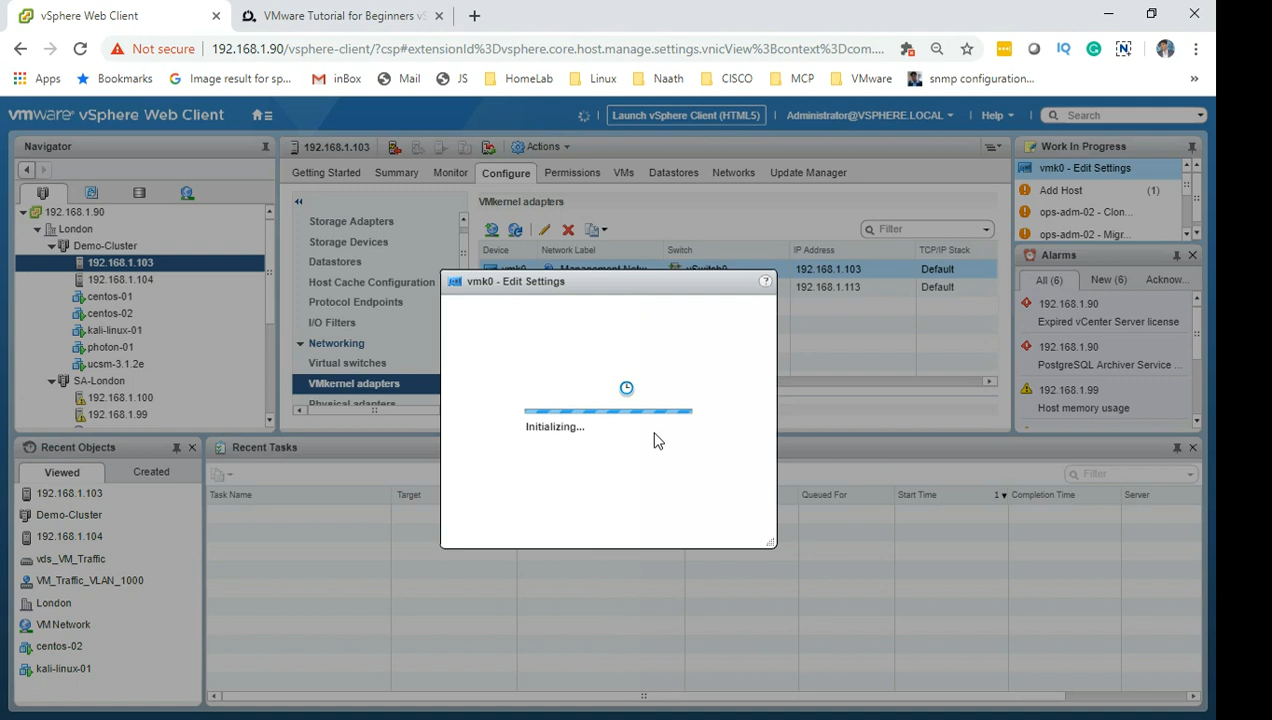 vSphere Web Client
VMware Tutorial for Beginners vS
Not secure
192.168.1.90/vsphere-client/?csp#extensionId%3Dvsphere.core.host.manage.settings.vnicView%3Bcontext%3Dcom....
Apps
Bookmarks
Image result for sp...
inBox
Mail
JS
HomeLab
Linux
Naath
CISCO
MCP
VMware
snmp configuration...
vmware vSphere Web Client
Launch vSphere Client (HTML5)
Administrator@VSPHERE.LOCAL
Help
Search
Navigator
192.168.1.90
London
Demo-Cluster
192.168.1.103
192.168.1.104
centos-01
centos-02
kali-linux-01
photon-01
ucsm-3.1.2e
SA-London
192.168.1.100
192.168.1.99
192.168.1.103
Actions
Getting Started
Summary
Monitor
Configure
Permissions
VMs
Datastores
Networks
Update Manager
Storage Adapters
Storage Devices
Datastores
Host Cache Configuration
Protocol Endpoints
I/O Filters
Networking
Virtual switches
VMkernel adapters
Physical adapters
VMkernel adapters
Filter
Device
Network Label
Switch
IP Address
TCP/IP Stack
vmk0
Management Netw...
vSwitch0
192.168.1.103
Default
192.168.1.113
Default
vmk0 - Edit Settings
?
Initializing...
Work In Progress
vmk0 - Edit Settings
Add Host
(1)
ops-adm-02 - Clon...
ops-adm-02 - Migr...
Alarms
All (6)
New (6)
Acknow...
192.168.1.90
Expired vCenter Server license
192.168.1.90
PostgreSQL Archiver Service ...
192.168.1.99
Host memory usage
Recent Objects
Viewed
Created
192.168.1.103
Demo-Cluster
192.168.1.104
vds_VM_Traffic
VM_Traffic_VLAN_1000
London
VM Network
centos-02
kali-linux-01
Recent Tasks
Filter
Task Name
Target
Queued For
Start Time
1
Completion Time
Server